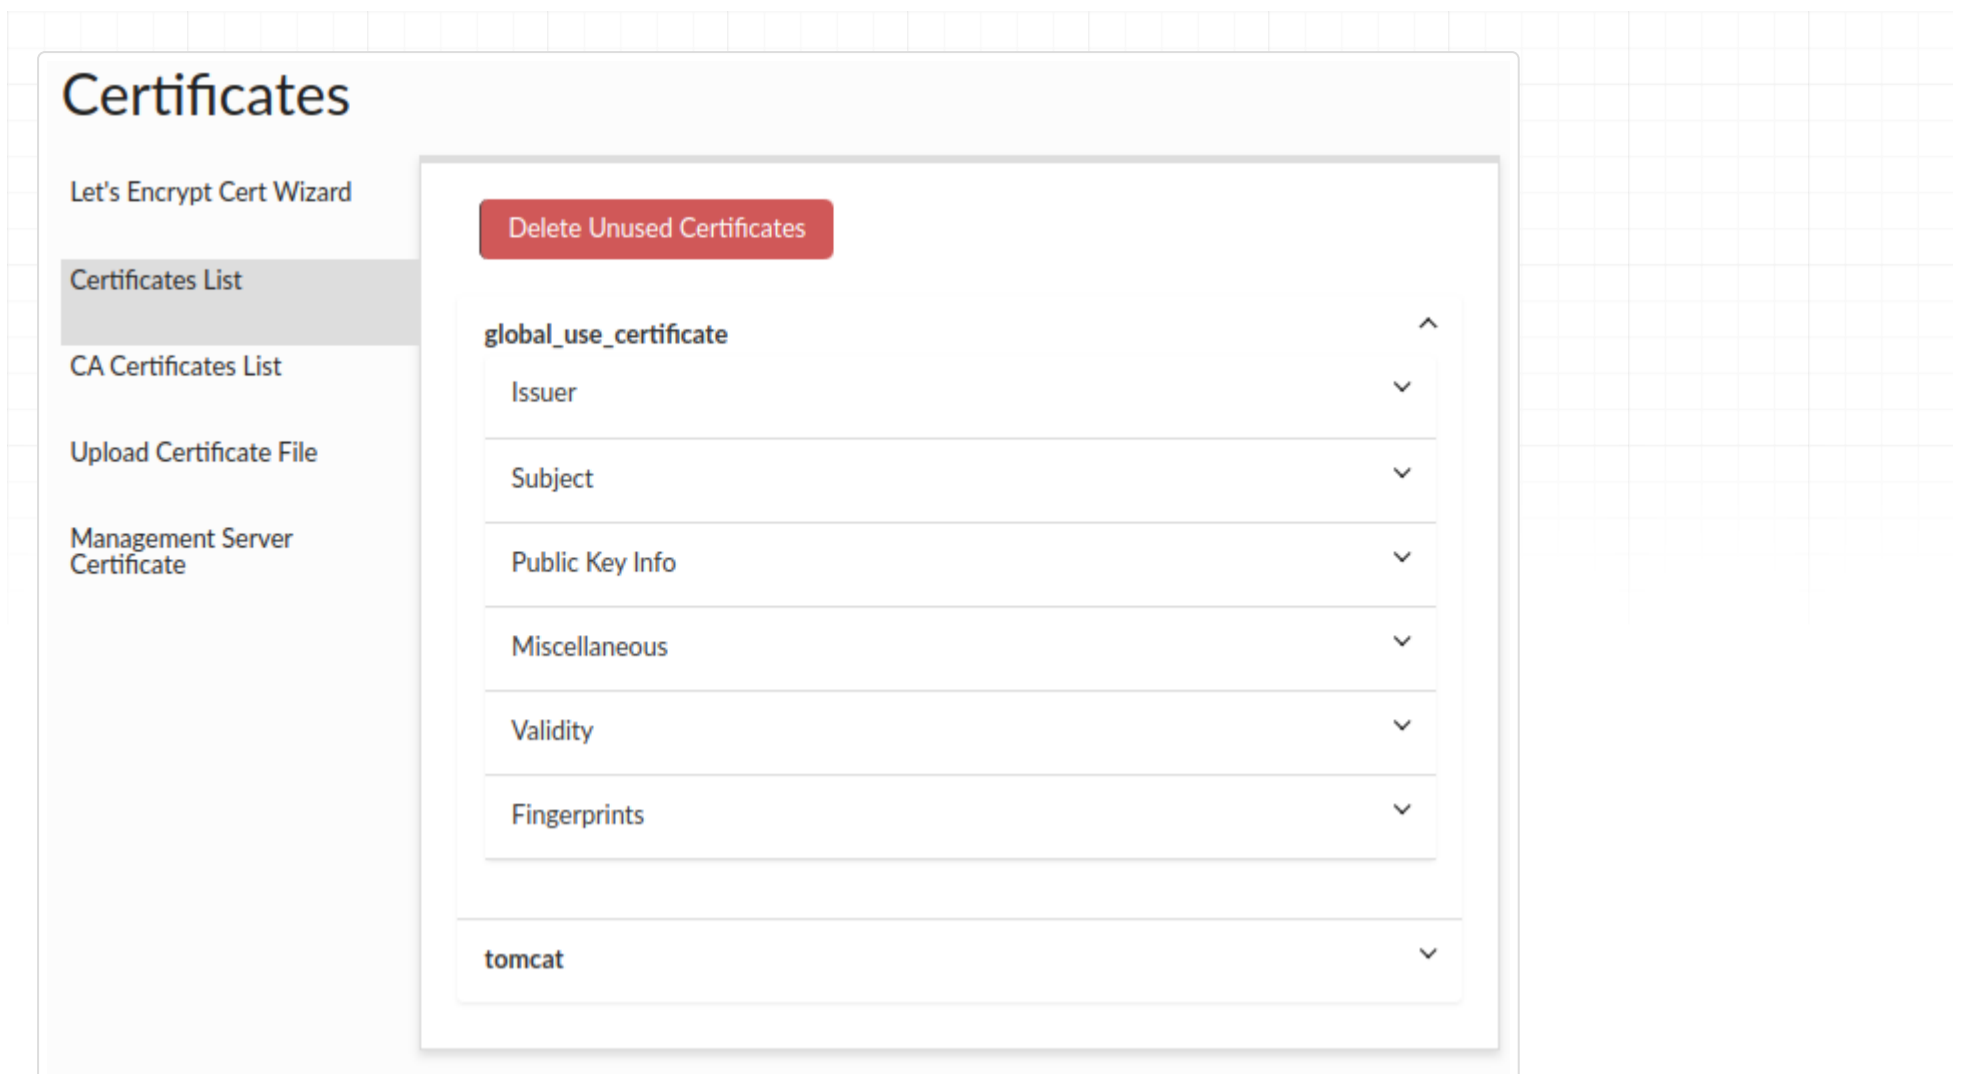 Certificates
Let's Encrypt Cert Wizard
Certificates List
CA Certificates List
Upload Certificate File
Management Server
Certificate
Delete Unused Certificates
global_use_certificate
Issuer
Subject
Public Key Info
Miscellaneous
Validity
Fingerprints
tomcat